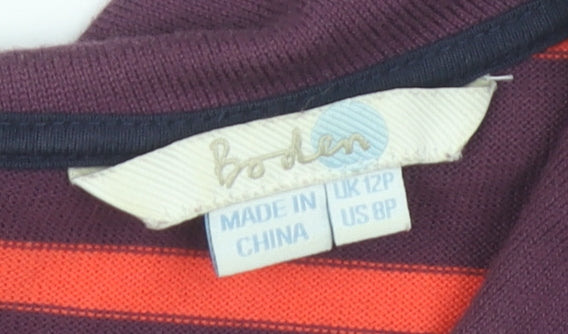 Boden
MADE IN
CHINA
UK 12P
US 8P